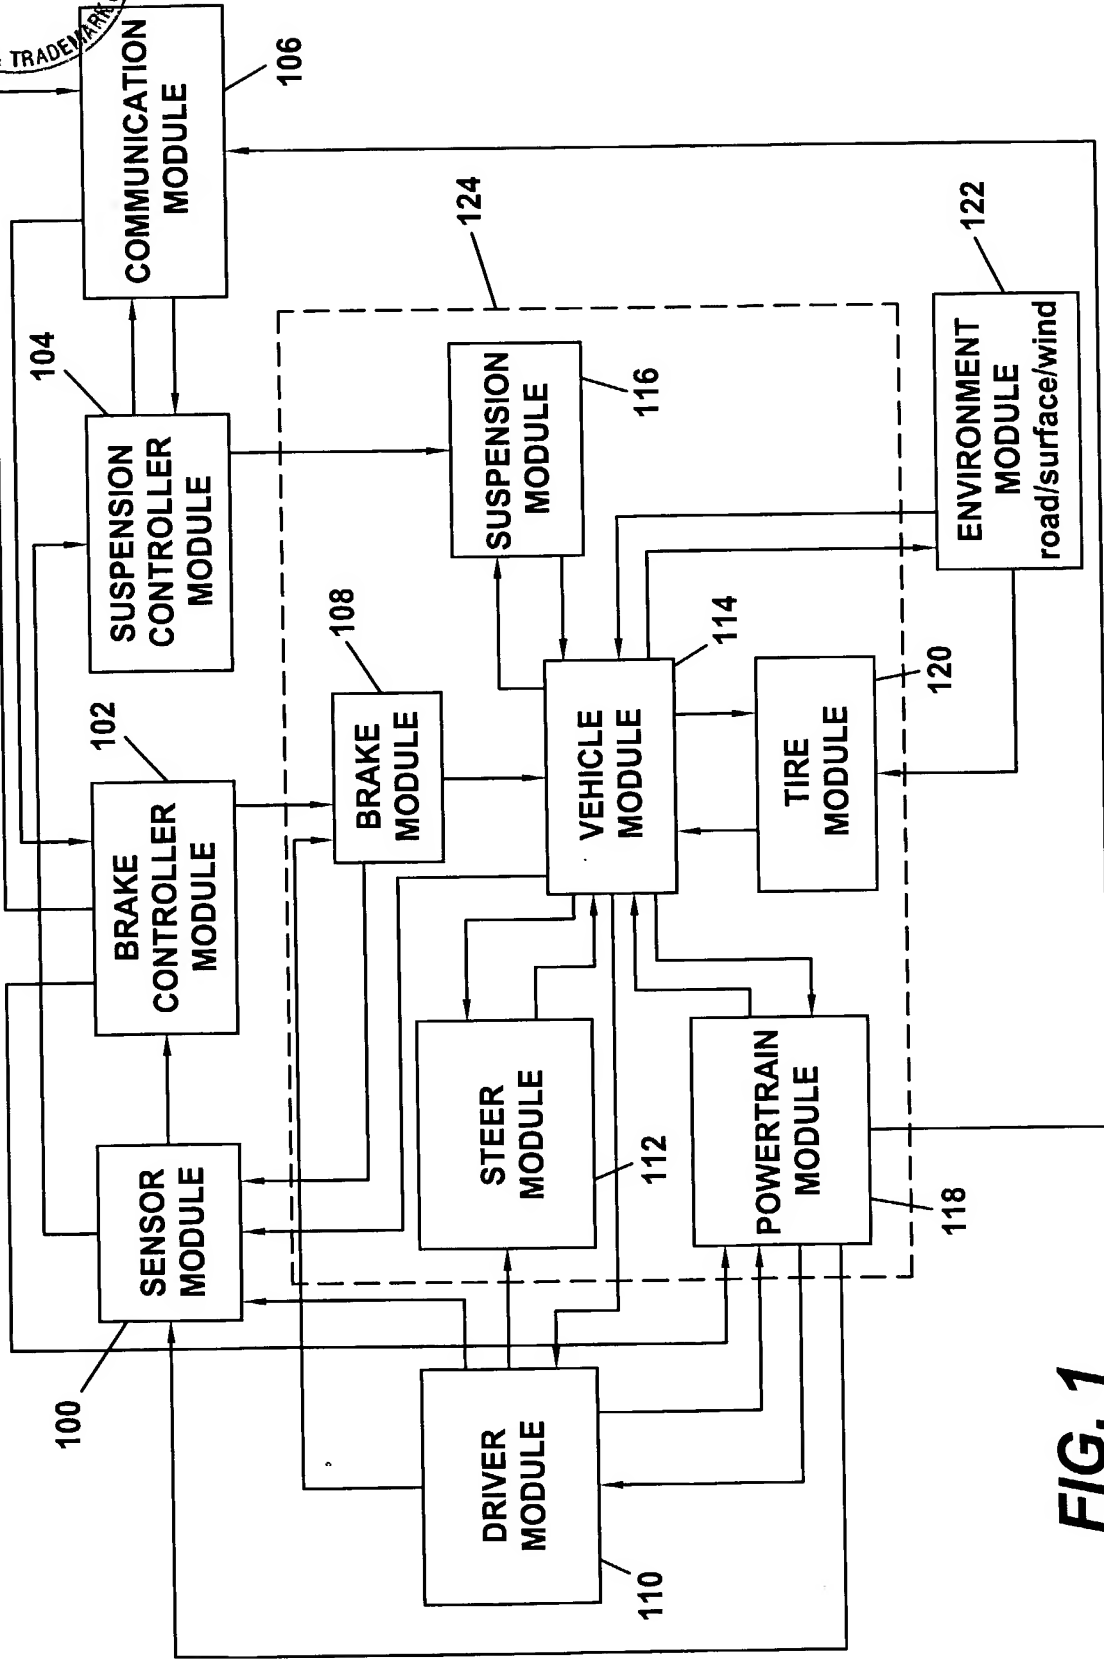 TRADEMARK
SENSOR
MODULE
100
BRAKE
CONTROLLER
MODULE
102
SUSPENSION
CONTROLLER
MODULE
104
COMMUNICATION
MODULE
106
BRAKE
MODULE
108
124
DRIVER
MODULE
110
STEER
MODULE
112
VEHICLE
MODULE
114
SUSPENSION
MODULE
116
POWERTRAIN
MODULE
118
TIRE
MODULE
120
ENVIRONMENT
MODULE
road/surface/wind
122
FIG. 1